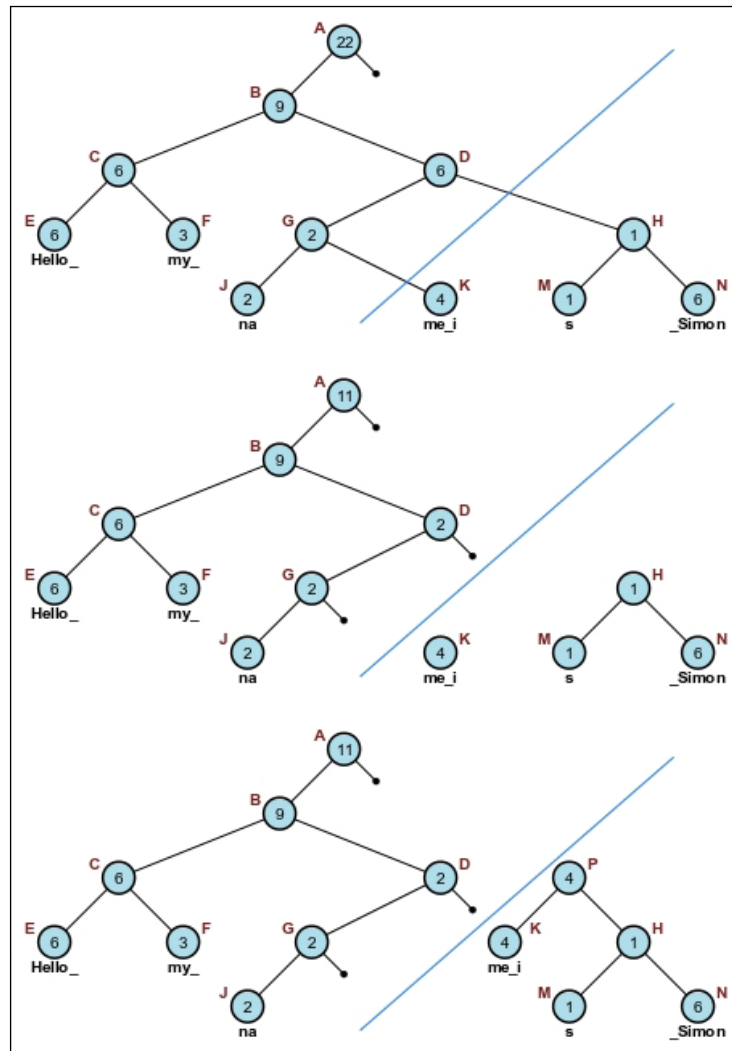 A
22
B
9
C D
6 6
E F G H
6 3 2 1
Hello_ my_
J K M N
2 4 1 6
na me_i s _Simon
A
11
B
9
C D
6 2
E F G H
6 3 2 1
Hello_ my_
J K M N
2 4 1 6
na me_i s _Simon
A
11
B
9
C D P
6 2 4
E F G K H
6 3 2 4 1
Hello_ my_ me_i
J M N
2 1 6
na s _Simon